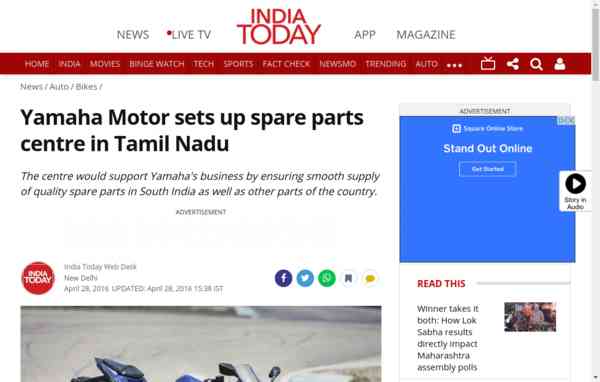 NEWS
LIVE TV
INDIA
TODAY
APP
MAGAZINE
HOME INDIA MOVIES BINGE WATCH TECH SPORTS FACT CHECK NEWSMO TRENDING AUTO
News / Auto / Bikes /
Yamaha Motor sets up spare parts
centre in Tamil Nadu
The centre would support Yamaha's business by ensuring smooth supply
of quality spare parts in South India as well as other parts of the country.
ADVERTISEMENT
INDIA
TODAY
India Today Web Desk
New Delhi
April 28, 2016 UPDATED: April 28, 2016 15:38 IST
ADVERTISEMENT
Square Online Store
Stand Out Online
Get Started
Story in
Audio
READ THIS
Winner takes it
both: How Lok
Sabha results
directly impact
Maharashtra
assembly polls